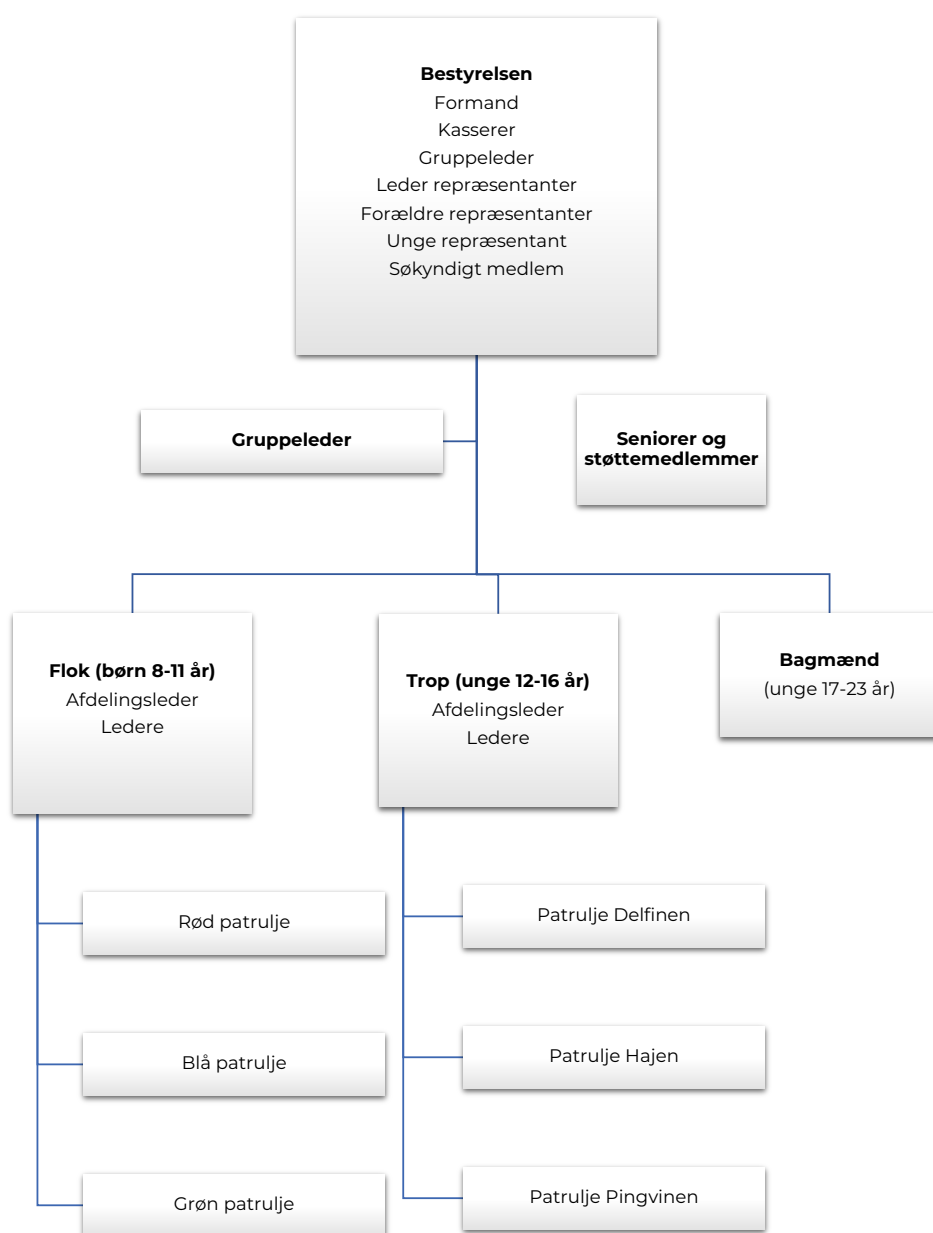 Bestyrelsen
Formand
Kasserer
Gruppeleder
Leder repræsentanter
Forældre repræsentanter
Unge repræsentant
Søkyndigt medlem
Gruppeleder
Seniorer og
støttemedlemmer
Flok (børn 8-11 år)
Afdelingsleder
Ledere
Trop (unge 12-16 år)
Afdelingsleder
Ledere
Bagmænd
(unge 17-23 år)
Rød patrulje
Blå patrulje
Grøn patrulje
Patrulje Delfinen
Patrulje Hajen
Patrulje Pingvinen